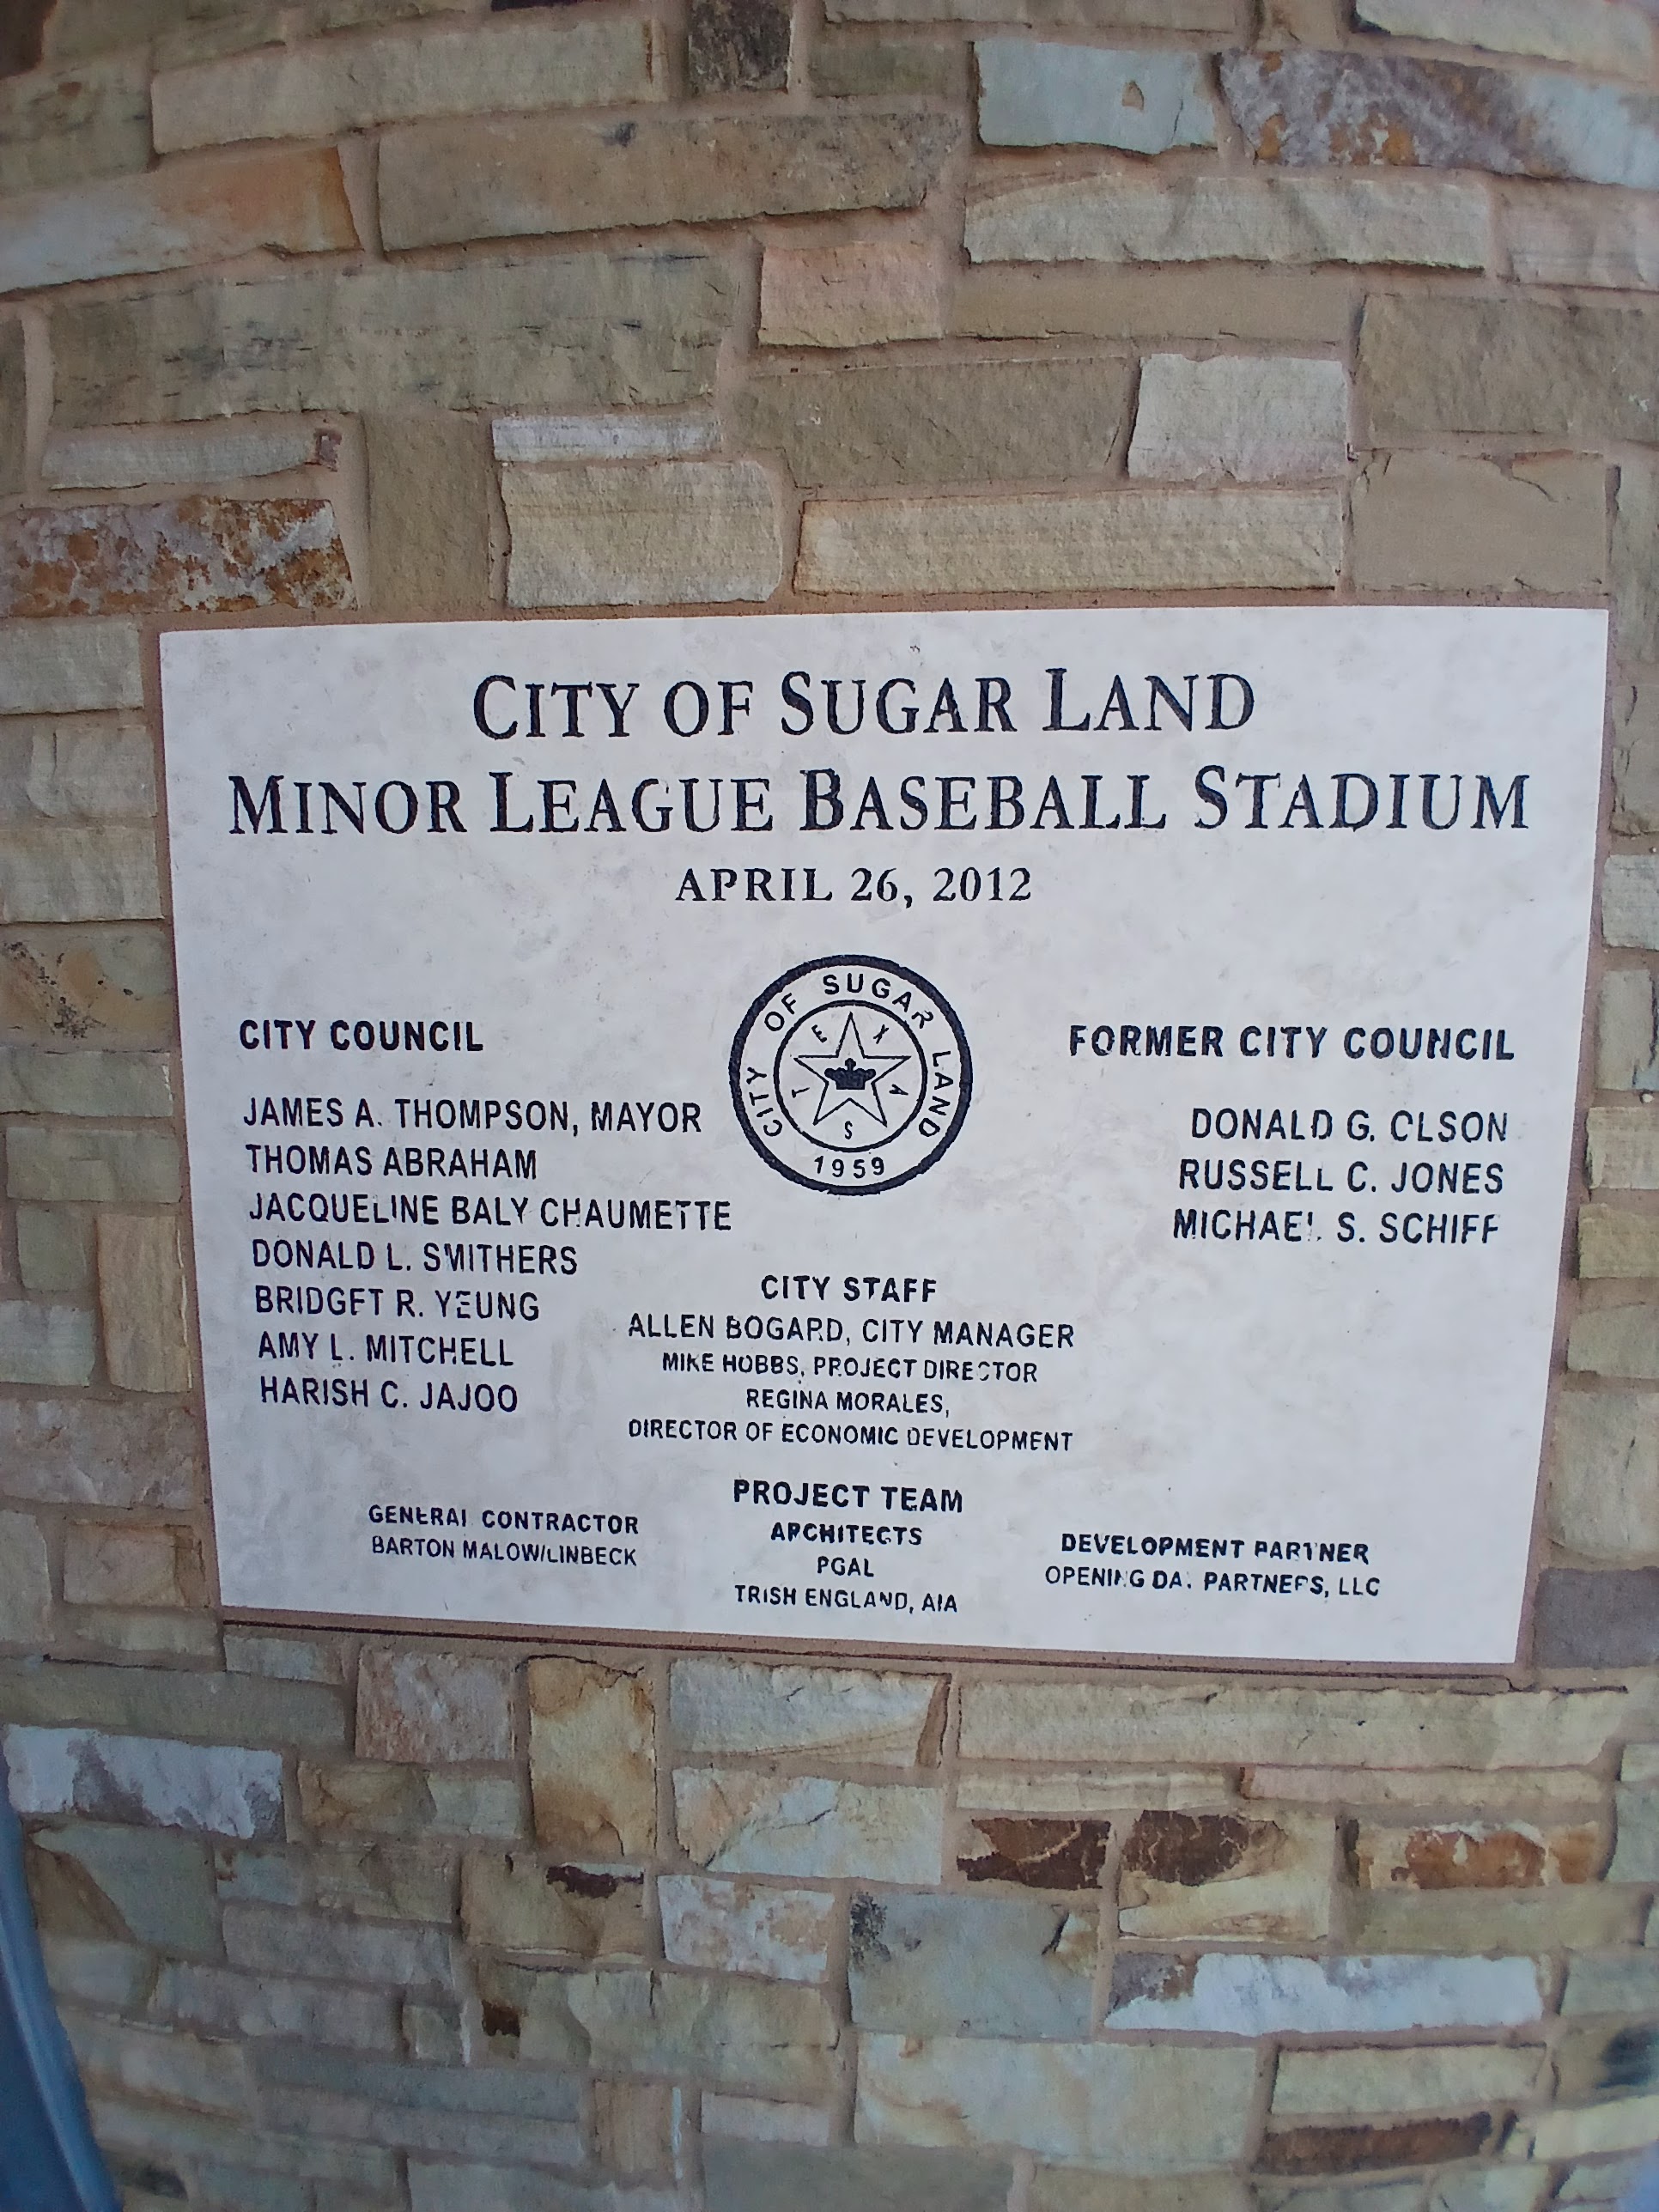 CITY OF SUGAR LAND
MINOR LEAGUE BASEBALL STADIUM
APRIL 26, 2012
CITY OF SUGAR LAND
TEXAS
1959
CITY COUNCIL
JAMES A. THOMPSON, MAYOR
THOMAS ABRAHAM
JACQUELINE BALY CHAUMETTE
DONALD L. SMITHERS
BRIDGET R. YEUNG
AMY L. MITCHELL
HARISH C. JAJOO
FORMER CITY COUNCIL
DONALD G. OLSON
RUSSELL C. JONES
MICHAEL S. SCHIFF
CITY STAFF
ALLEN BOGARD, CITY MANAGER
MIKE HOBBS, PROJECT DIRECTOR
REGINA MORALES,
DIRECTOR OF ECONOMIC DEVELOPMENT
GENERAL CONTRACTOR
BARTON MALOW/LINBECK
PROJECT TEAM
ARCHITECTS
PGAL
TRISH ENGLAND, AIA
DEVELOPMENT PARTNER
OPENING DAY PARTNERS, LLC